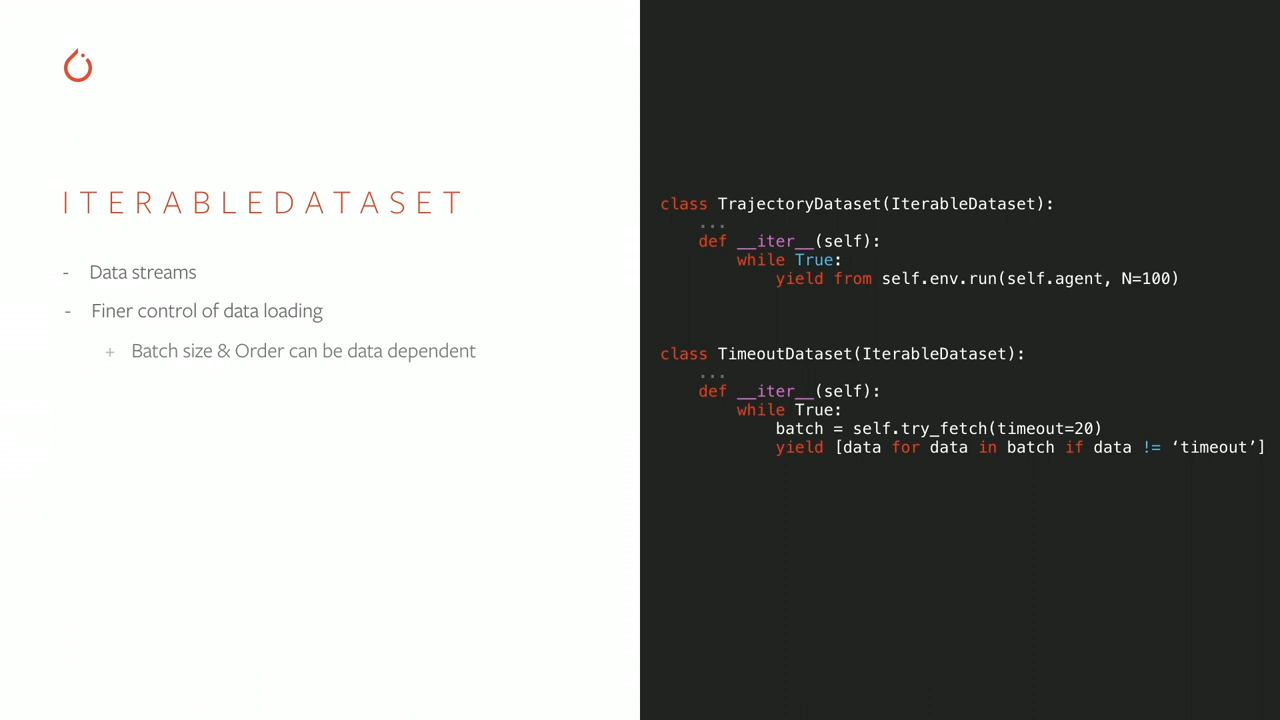 ITERABLEDATASET
- Data streams
- Finer control of data loading
+ Batch size & Order can be data dependent
class TrajectoryDataset(IterableDataset):
    ...
    def __iter__(self):
        while True:
            yield from self.env.run(self.agent, N=100)
class TimeoutDataset(IterableDataset):
    ...
    def __iter__(self):
        while True:
            batch = self.try_fetch(timeout=20)
            yield [data for data in batch if data != ‘timeout’]